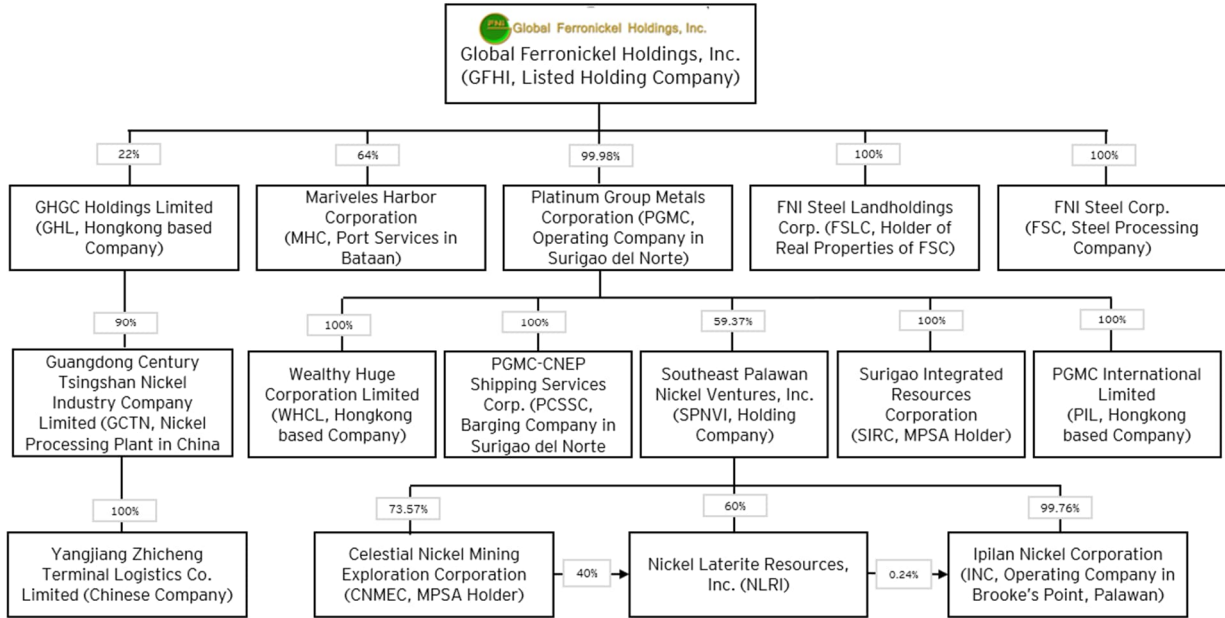 FNI
Global Ferronickel Holdings, Inc.
Global Ferronickel Holdings, Inc.
(GFHI, Listed Holding Company)
22%
64%
99.98%
100%
100%
GHGC Holdings Limited
(GHL, Hongkong based
Company)
Mariveles Harbor
Corporation
(MHC, Port Services in
Bataan)
Platinum Group Metals
Corporation (PGMC,
Operating Company in
Surigao del Norte)
FNI Steel Landholdings
Corp. (FSLC, Holder of
Real Properties of FSC)
FNI Steel Corp.
(FSC, Steel Processing
Company)
90%
100%
100%
59.37%
100%
100%
Guangdong Century
Tsingshan Nickel
Industry Company
Limited (GCTN, Nickel
Processing Plant in China
Wealthy Huge
Corporation Limited
(WHCL, Hongkong
based Company)
PGMC-CNEP
Shipping Services
Corp. (PCSSC,
Barging Company in
Surigao del Norte
Southeast Palawan
Nickel Ventures, Inc.
(SPNVI, Holding
Company)
Surigao Integrated
Resources
Corporation
(SIRC, MPSA Holder)
PGMC International
Limited
(PIL, Hongkong
based Company)
100%
73.57%
60%
99.76%
Yangjiang Zhicheng
Terminal Logistics Co.
Limited (Chinese Company)
Celestial Nickel Mining
Exploration Corporation
(CNMEC, MPSA Holder)
40%
Nickel Laterite Resources,
Inc. (NLRI)
0.24%
Ipilan Nickel Corporation
(INC, Operating Company in
Brooke's Point, Palawan)